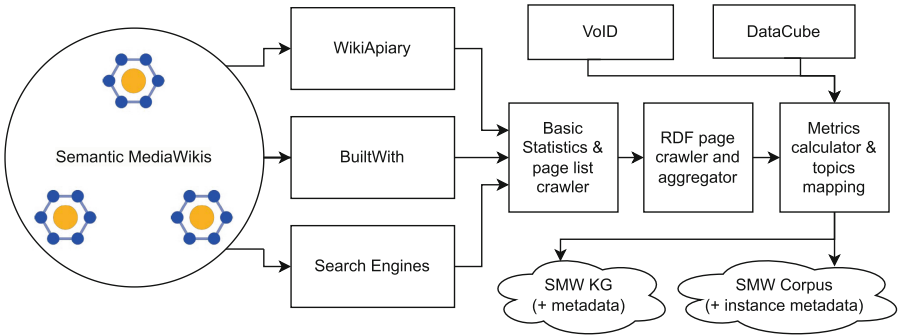 Semantic MediaWikis
WikiApiary
BuiltWith
Search Engines
VoID
DataCube
Basic
Statistics &
page list
crawler
RDF page
crawler and
aggregator
Metrics
calculator &
topics
mapping
SMW KG
(+ metadata)
SMW Corpus
(+ instance metadata)